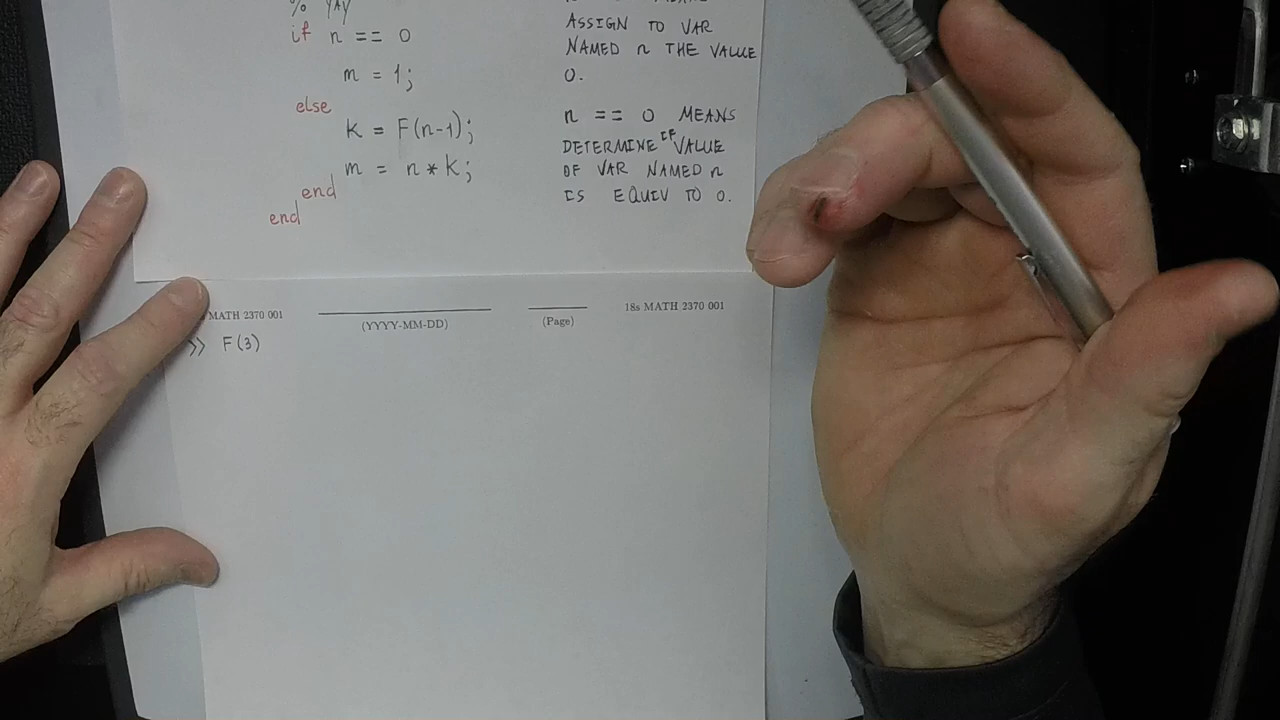 % YAY
if n == 0
m = 1;
else
k = F(n-1);
m = n * k;
end
end
ASSIGN TO VAR
NAMED n THE VALUE
0.
n == 0 MEANS
DETERMINE IF VALUE
OF VAR NAMED n
IS EQUIV TO 0.
MATH 2370 001
(YYYY-MM-DD)
(Page)
18s MATH 2370 001
>> F(3)